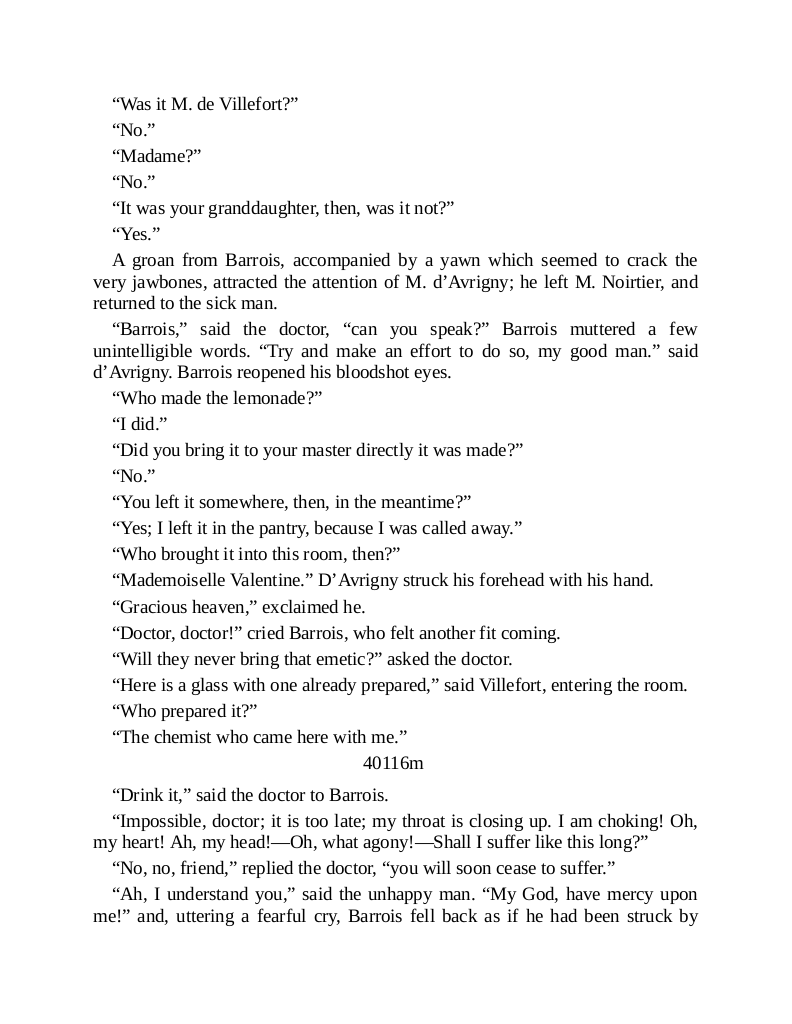 “Was it M. de Villefort?”
“No.”
“Madame?”
“No.”
“It was your granddaughter, then, was it not?”
“Yes.”
A groan from Barrois, accompanied by a yawn which seemed to crack the
very jawbones, attracted the attention of M. d’Avrigny; he left M. Noirtier, and
returned to the sick man.
“Barrois,” said the doctor, “can you speak?” Barrois muttered a few
unintelligible words. “Try and make an effort to do so, my good man.” said
d’Avrigny. Barrois reopened his bloodshot eyes.
“Who made the lemonade?”
“I did.”
“Did you bring it to your master directly it was made?”
“No.”
“You left it somewhere, then, in the meantime?”
“Yes; I left it in the pantry, because I was called away.”
“Who brought it into this room, then?”
“Mademoiselle Valentine.” D’Avrigny struck his forehead with his hand.
“Gracious heaven,” exclaimed he.
“Doctor, doctor!” cried Barrois, who felt another fit coming.
“Will they never bring that emetic?” asked the doctor.
“Here is a glass with one already prepared,” said Villefort, entering the room.
“Who prepared it?”
“The chemist who came here with me.”
40116m
“Drink it,” said the doctor to Barrois.
“Impossible, doctor; it is too late; my throat is closing up. I am choking! Oh,
my heart! Ah, my head!—Oh, what agony!—Shall I suffer like this long?”
“No, no, friend,” replied the doctor, “you will soon cease to suffer.”
“Ah, I understand you,” said the unhappy man. “My God, have mercy upon
me!” and, uttering a fearful cry, Barrois fell back as if he had been struck by